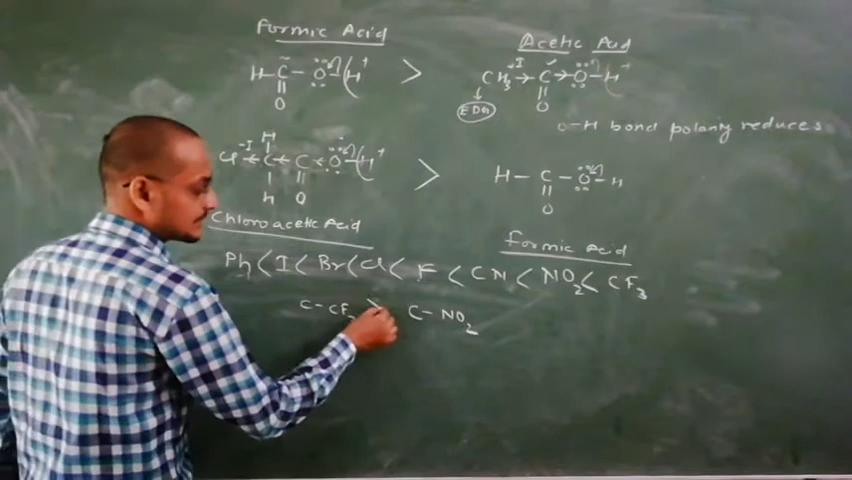 Formic Acid
Acetic Acid
H-C-O-H+ > CH3→C→O-H+
O O
EDG
O-H bond polarity reduces
H
-I
Cl←C←C←O-H+ > H-C-O-H
H O O
Chloroacetic Acid
formic Acid
Ph < I < Br < Cl < F < CN < NO2 < CF3
C-CF3 > C-NO2